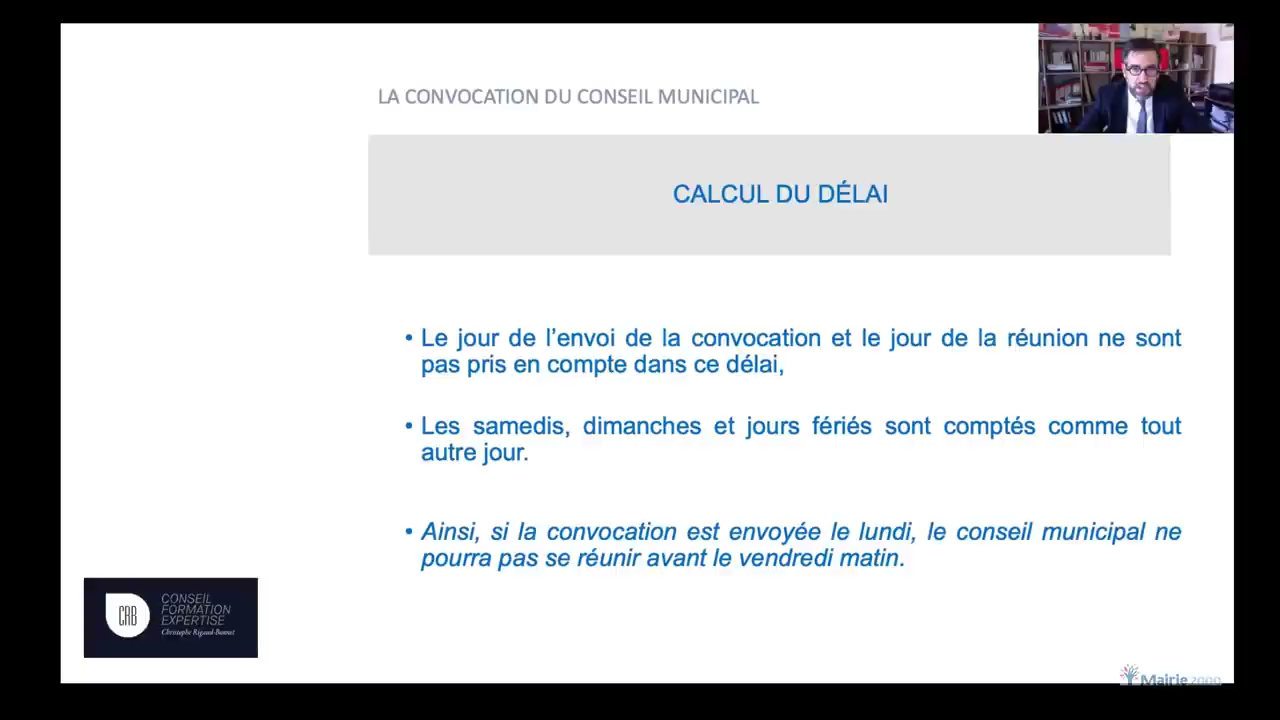 LA CONVOCATION DU CONSEIL MUNICIPAL
CALCUL DU DÉLAI
• Le jour de l’envoi de la convocation et le jour de la réunion ne sont
pas pris en compte dans ce délai,
• Les samedis, dimanches et jours fériés sont comptés comme tout
autre jour.
• Ainsi, si la convocation est envoyée le lundi, le conseil municipal ne
pourra pas se réunir avant le vendredi matin.
CRB
CONSEIL
FORMATION
EXPERTISE
Christophe
Mairie 2000